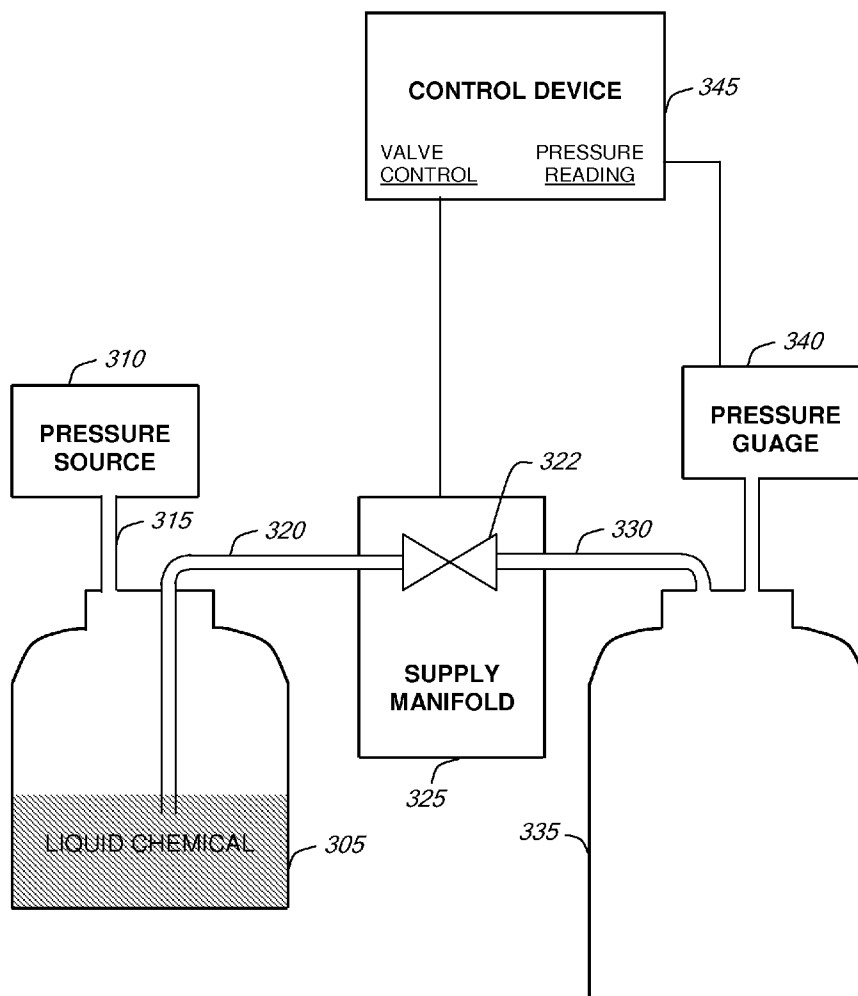 CONTROL DEVICE
345
VALVE
CONTROL
PRESSURE
READING
310
PRESSURE
SOURCE
340
PRESSURE
GUAGE
315
320
322
330
SUPPLY
MANIFOLD
325
LIQUID CHEMICAL
305
335